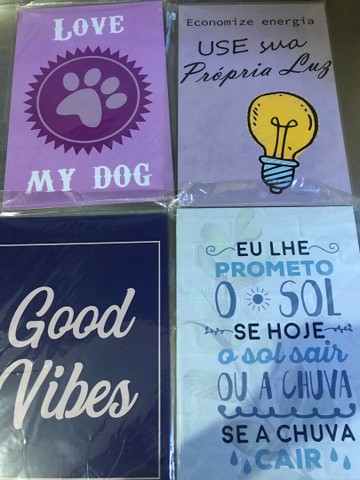 LOVE
MY DOG
Economize energia
USE sua
Própria Luz
Good
Vibes
EU LHE
PROMETO
O SOL
SE HOJE
o sol sair
OU A CHUVA
SE A CHUVA
CAIR